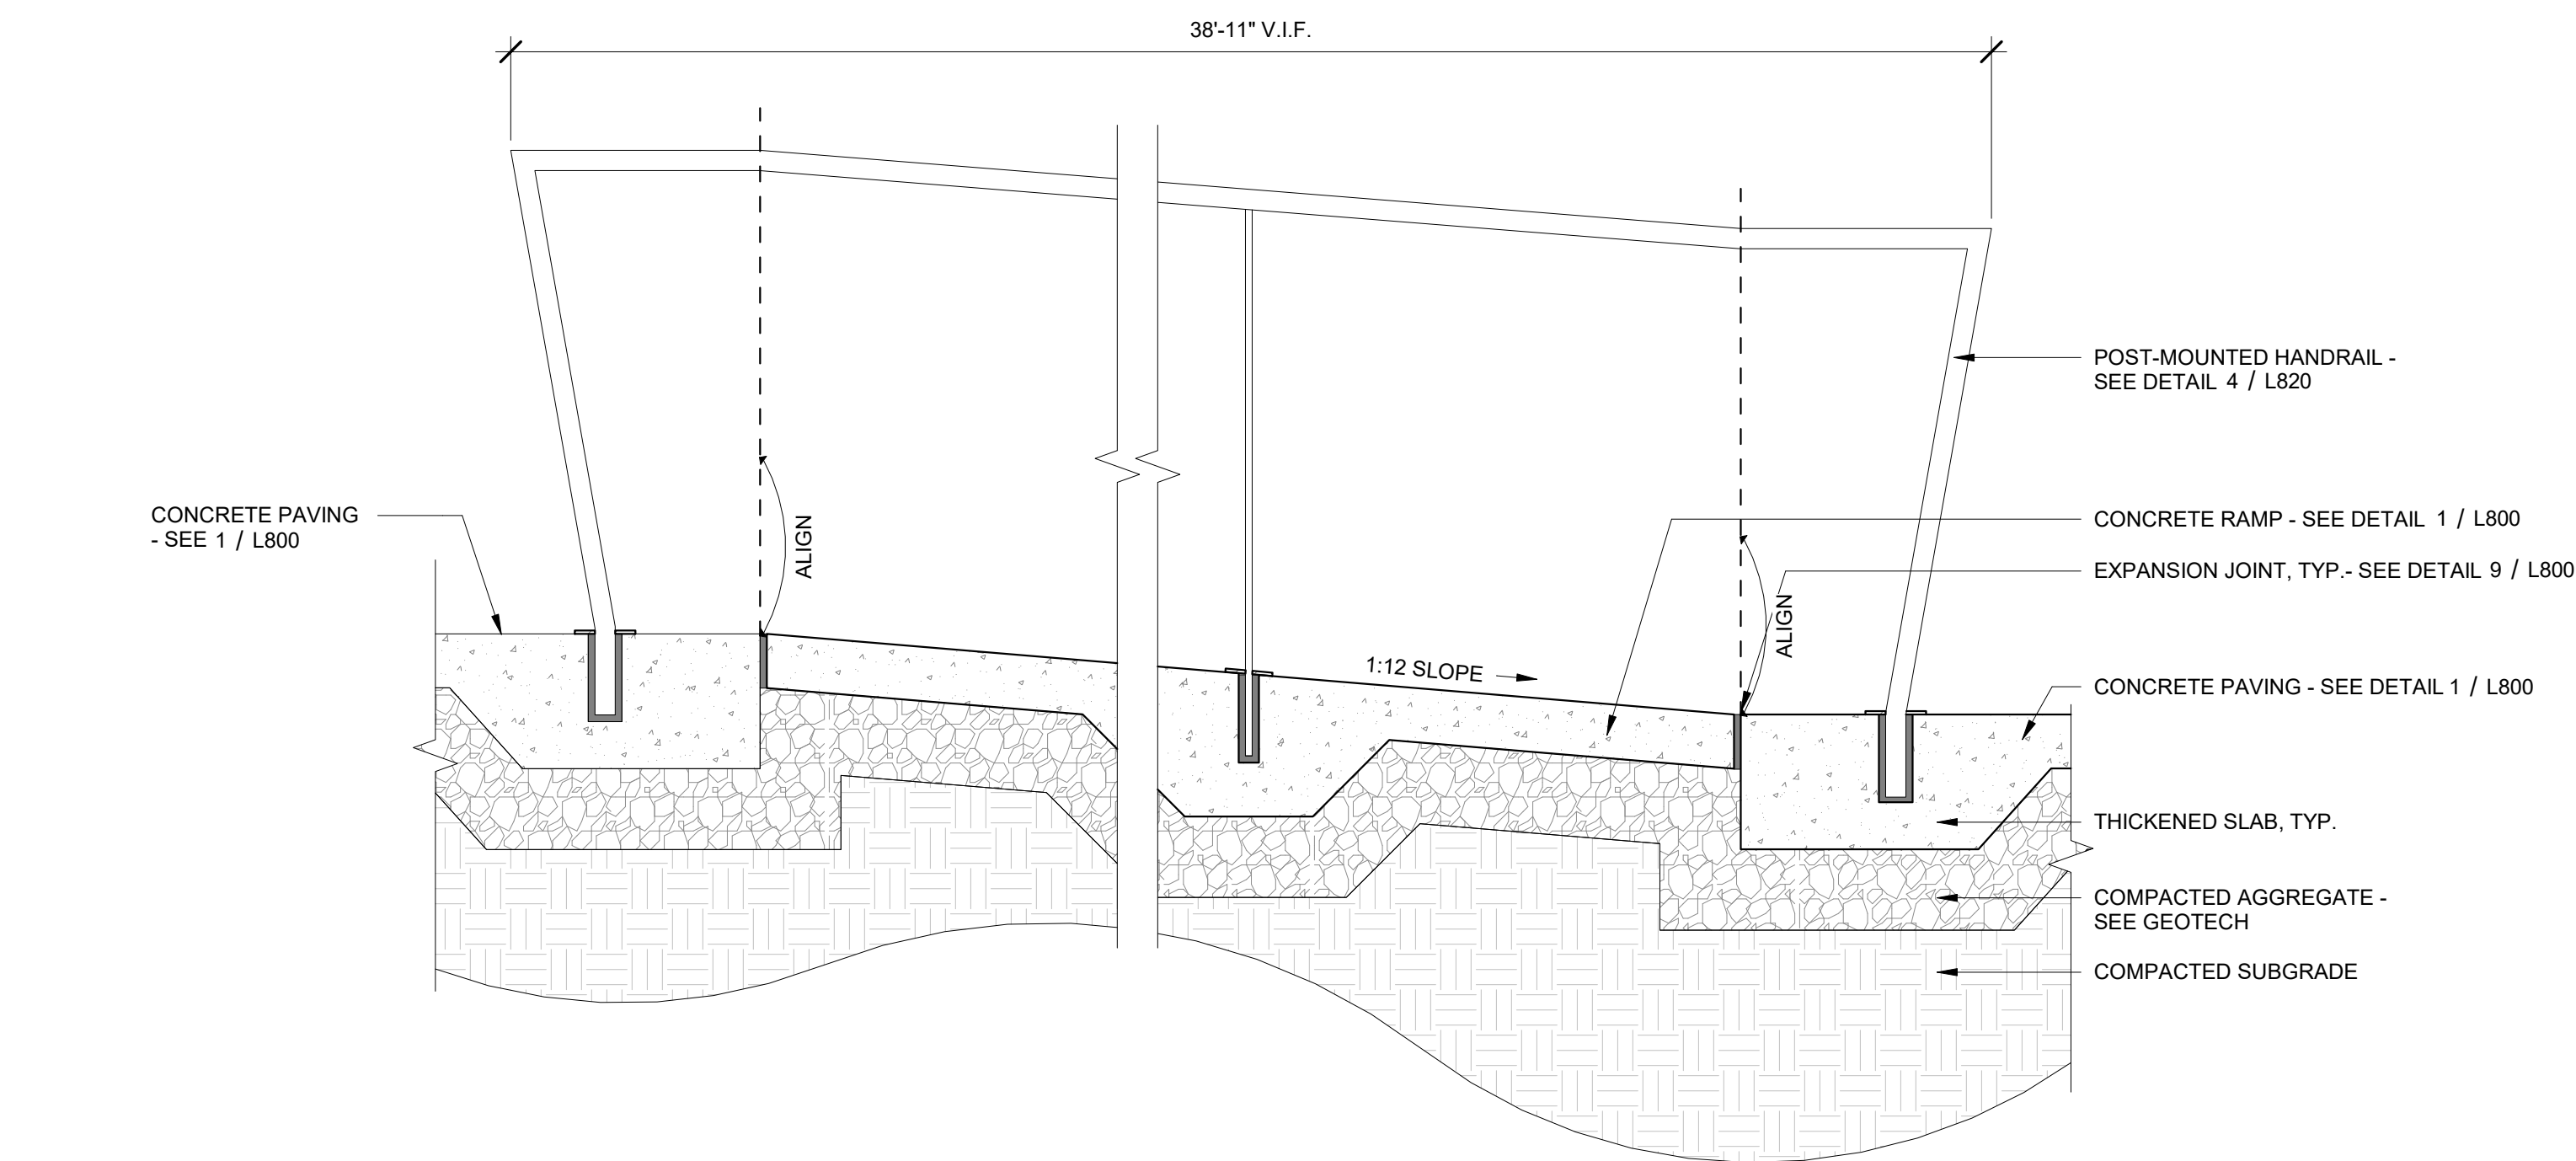 38'-11" V.I.F.
POST-MOUNTED HANDRAIL -
SEE DETAIL 4 / L820
CONCRETE PAVING
- SEE 1 / L800
ALIGN
CONCRETE RAMP - SEE DETAIL 1 / L800
EXPANSION JOINT, TYP.- SEE DETAIL 9 / L800
ALIGN
1:12 SLOPE
CONCRETE PAVING - SEE DETAIL 1 / L800
THICKENED SLAB, TYP.
COMPACTED AGGREGATE -
SEE GEOTECH
COMPACTED SUBGRADE